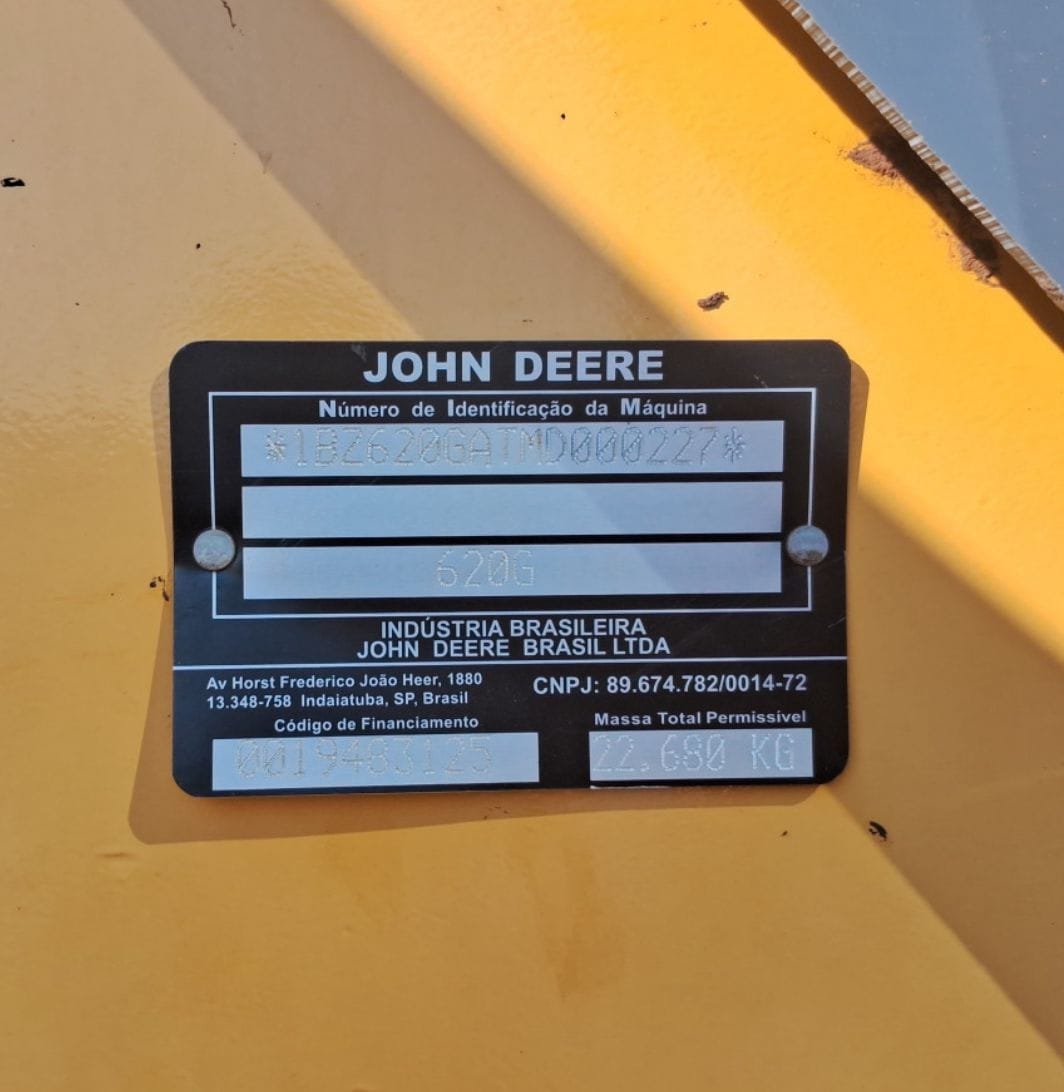 JOHN DEERE
Número de Identificação da Máquina
*1BZ620GATMD000227*
620G
INDÚSTRIA BRASILEIRA
JOHN DEERE BRASIL LTDA
Av Horst Frederico João Heer, 1880
13.348-758 Indaiatuba, SP, Brasil
CNPJ: 89.674.782/0014-72
Código de Financiamento
0019483125
Massa Total Permissível
22.680 KG